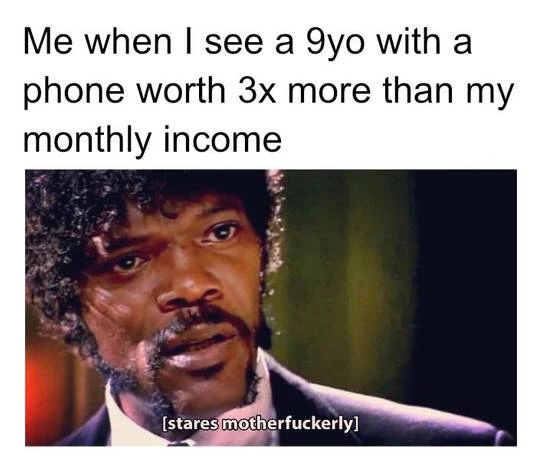 Me when I see a 9yo with a
phone worth 3x more than my
monthly income
[stares motherfuckerly]